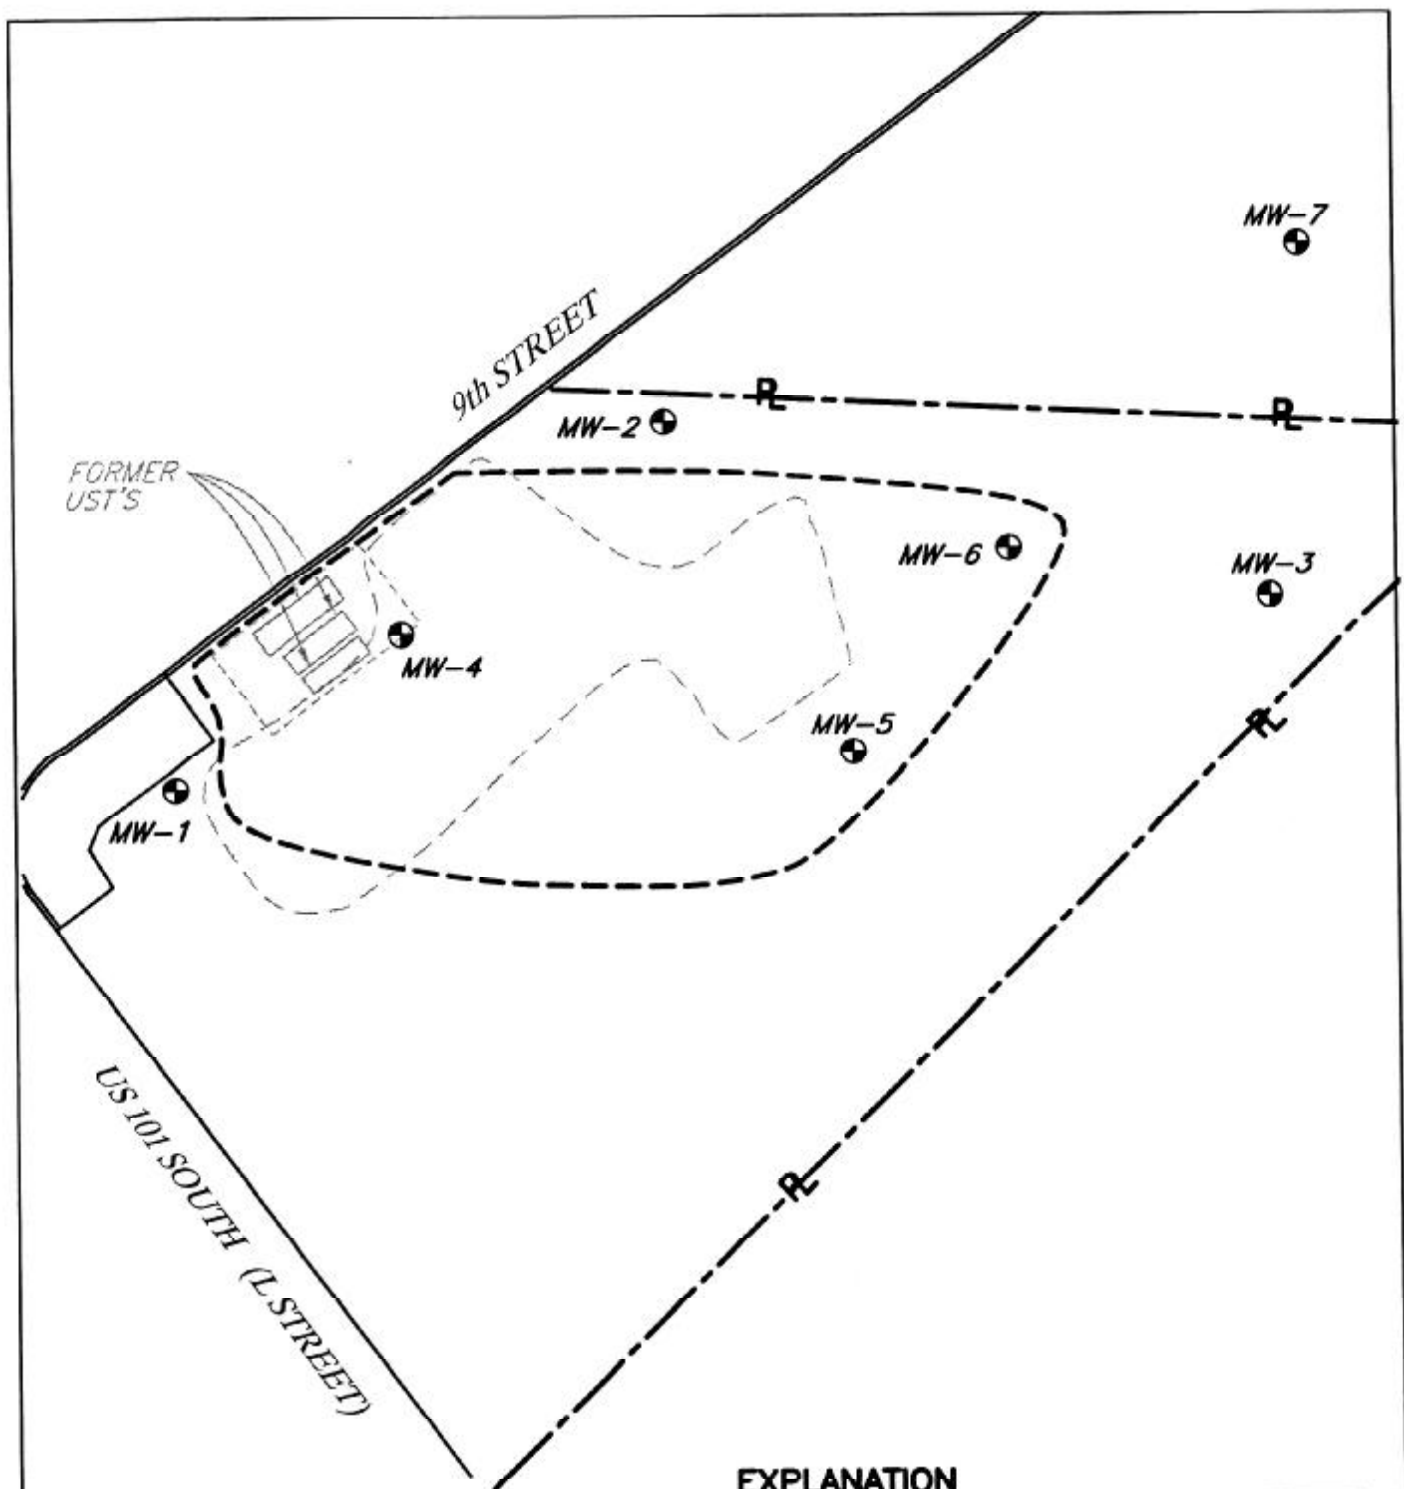 MW-7
9th STREET
PL
PL
MW-2
FORMER
UST'S
MW-6
MW-3
MW-4
PL
MW-5
MW-1
US 101 SOUTH (L STREET)
PL
EXPLANATION